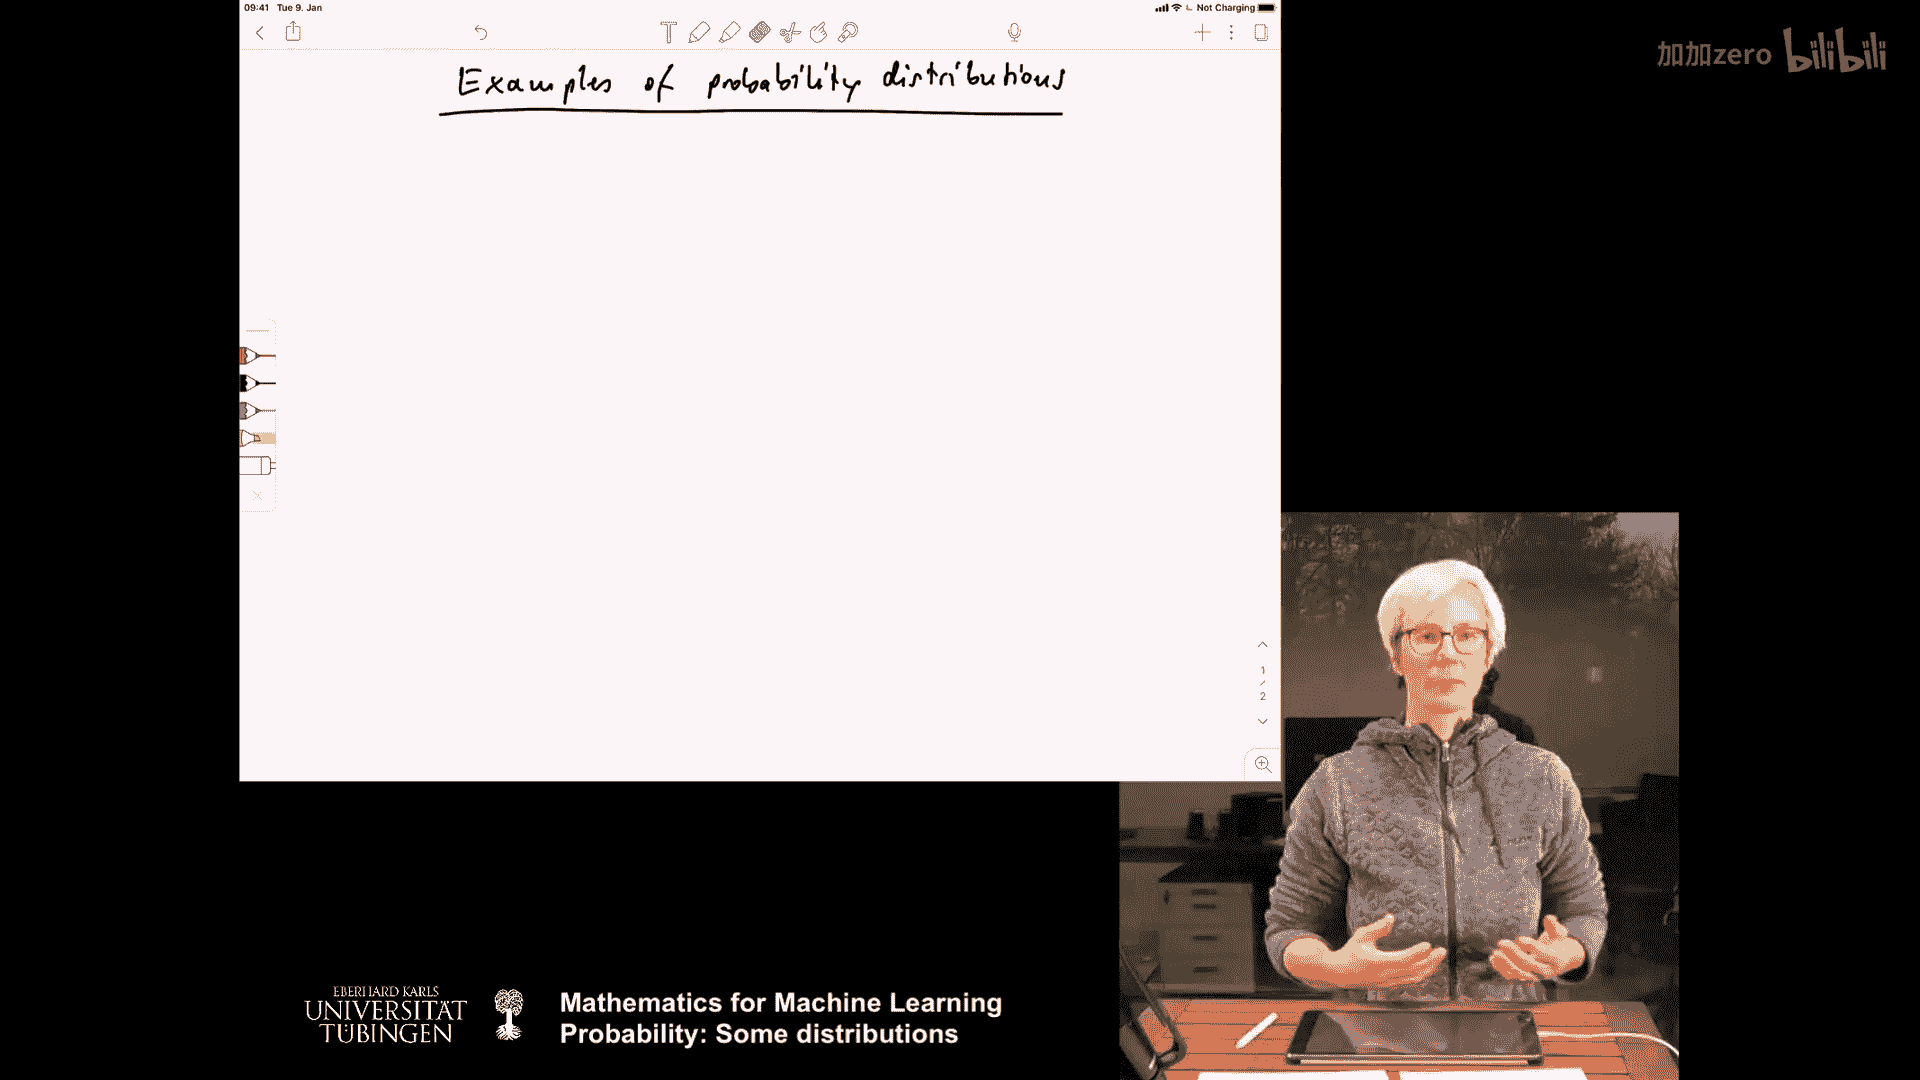 09:41 Tue 9. Jan
Not Charging
Examples of probability distributions
加加zero bilibili
1
/
2
EBERHARD KARLS
UNIVERSITÄT
TÜBINGEN
Mathematics for Machine Learning
Probability: Some distributions